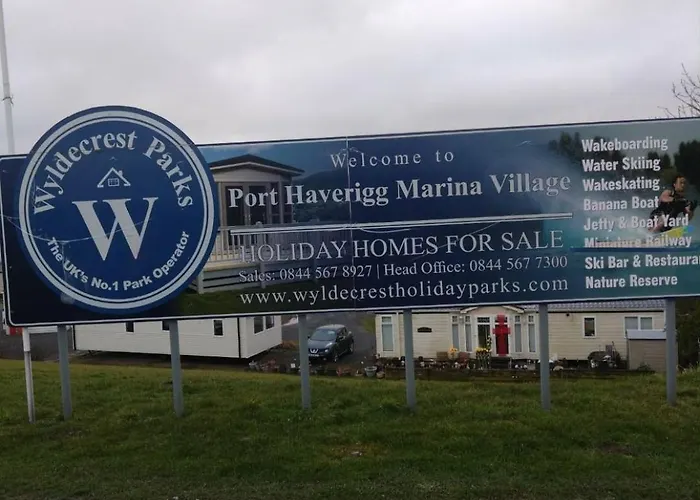 Wyldecrest Parks
W
The UK's No.1 Park Operator
Welcome to
Port Haverigg Marina Village
HOLIDAY HOMES FOR SALE
Sales: 0844 567 8927 | Head Office: 0844 567 7300
www.wyldecrestholidayparks.com
Wakeboarding
Water Skiing
Wakeskating
Banana Boat
Jetty & Boat Yard
Miniature Railway
Ski Bar & Restaura
Nature Reserve